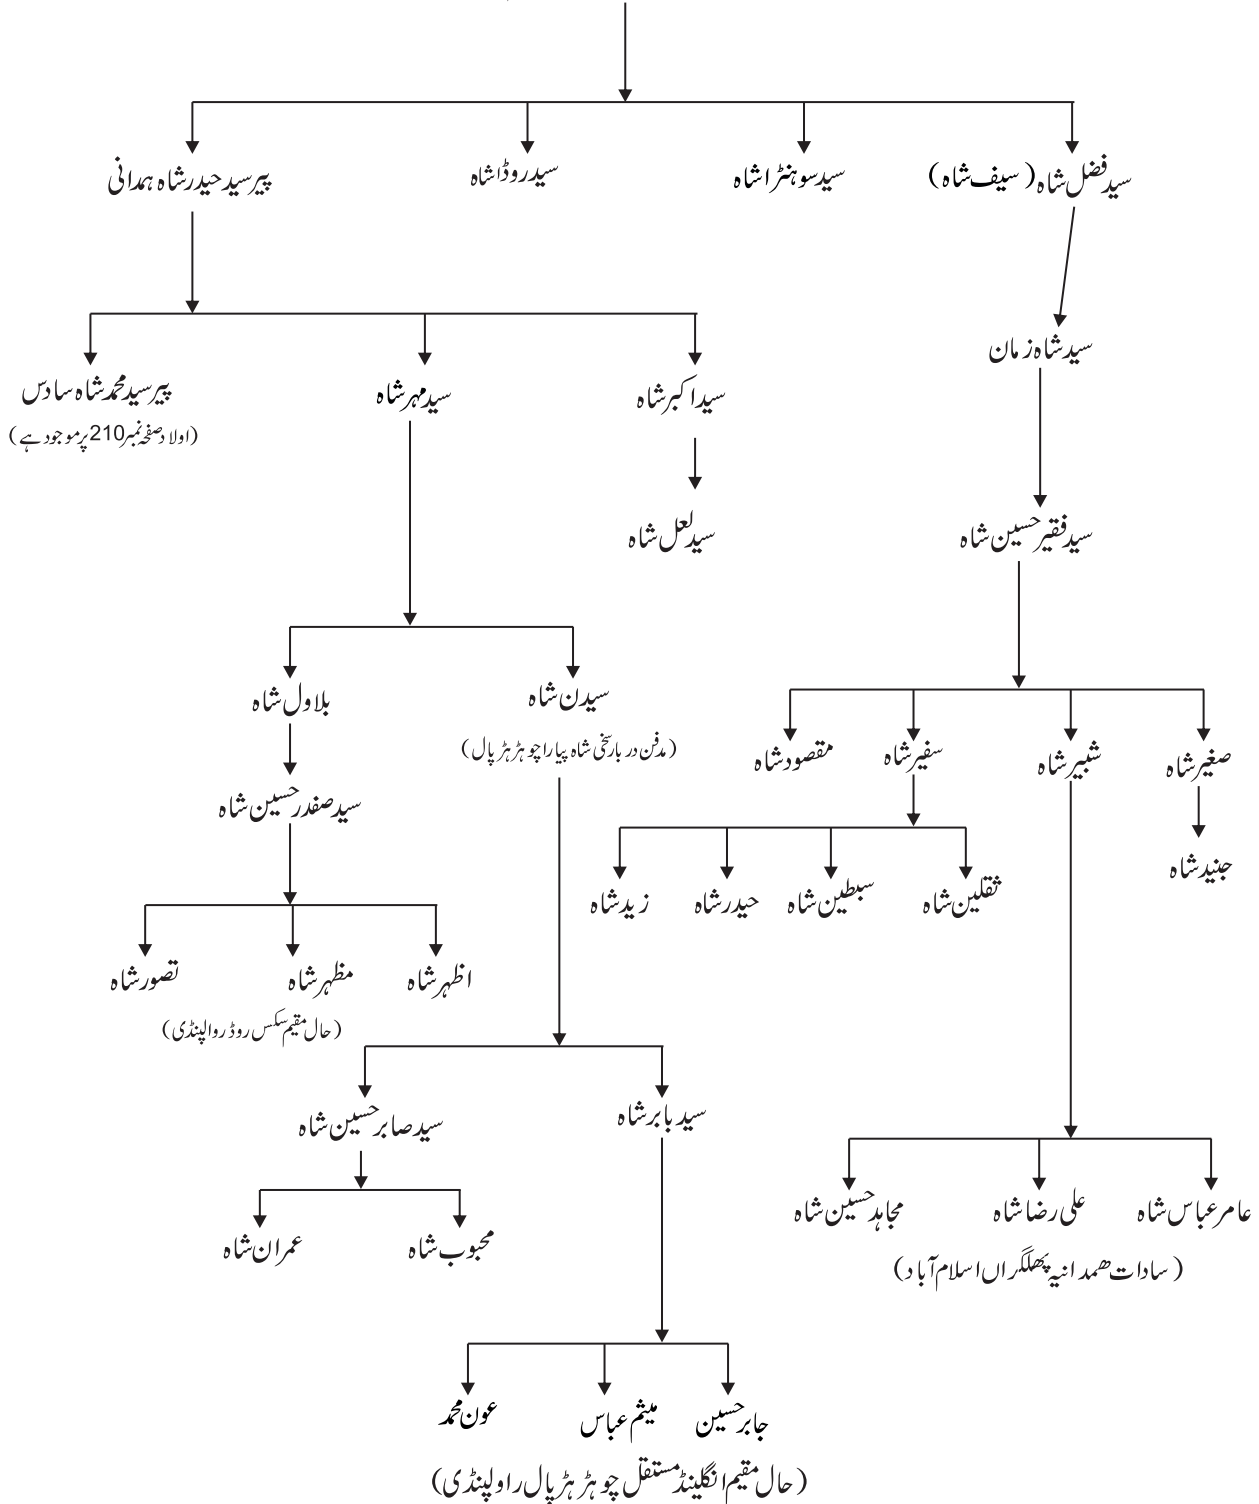 سید فضل شاہ (سیف شاہ)
سید سوہنٹرا شاہ
سید روڈا شاہ
پیر سید حیدر شاہ ہمدانی
سید شاہ زمان
سید اکبر شاہ
سید مہر شاہ
پیر سید محمد شاہ سادس
(اولاد صفحہ نمبر 210 پر موجود ہے)
سید فقیر حسین شاہ
سید لعل شاہ
سیدن شاہ
بلاول شاہ
(مدفن دربار سخی شاہ پیارا چوہڑ ہڑپال)
صغیر شاہ
شبیر شاہ
سفیر شاہ
مقصود شاہ
سید صفدر حسین شاہ
جنید شاہ
ثقلین شاہ
سبطین شاہ
حیدر شاہ
زید شاہ
اظہر شاہ
مظہر شاہ
تصور شاہ
(حال مقیم سکس روڈ روالپنڈی)
سید بابر شاہ
سید صابر حسین شاہ
عامر عباس شاہ
علی رضا شاہ
مجاہد حسین شاہ
محبوب شاہ
عمران شاہ
(سادات ھمدانیہ پھلگراں اسلام آباد)
جابر حسین
میثم عباس
عون محمد
(حال مقیم انگلینڈ مستقل چوہڑ ہڑپال راولپنڈی)